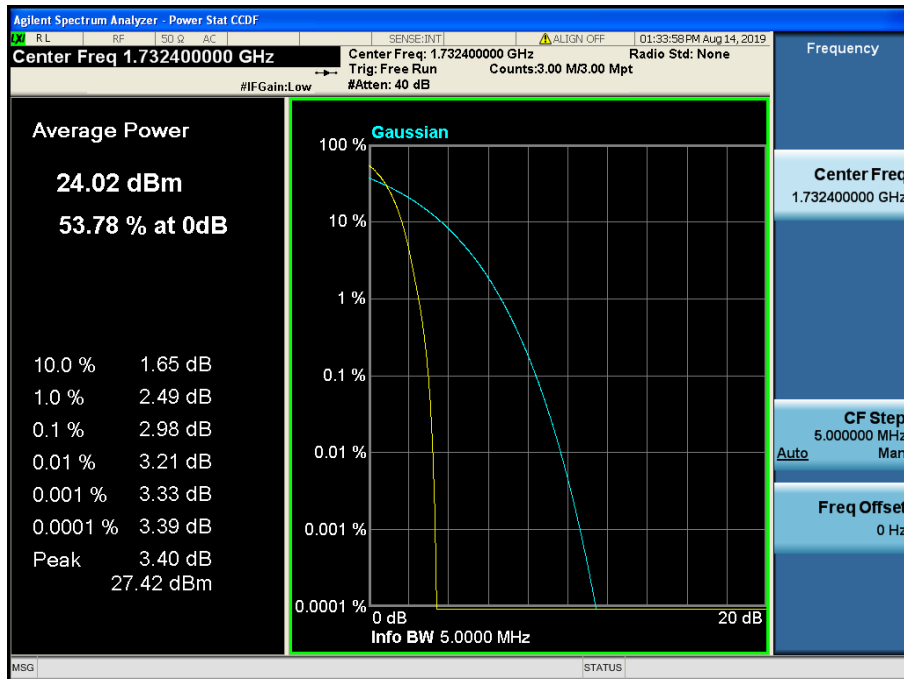 Agilent Spectrum Analyzer - Power Stat CCDF
LXI RL RF 50 Ω AC SENSE:INT ALIGN OFF 01:33:58 PM Aug 14, 2019
Center Freq 1.732400000 GHz
Center Freq: 1.732400000 GHz Radio Std: None
Trig: Free Run Counts:3.00 M/3.00 Mpt
#IFGain:Low #Atten: 40 dB
Frequency
Average Power
24.02 dBm
53.78 % at 0dB
10.0 % 1.65 dB
1.0 % 2.49 dB
0.1 % 2.98 dB
0.01 % 3.21 dB
0.001 % 3.33 dB
0.0001 % 3.39 dB
Peak 3.40 dB
27.42 dBm
Gaussian
100 %
10 %
1 %
0.1 %
0.01 %
0.001 %
0.0001 %
0 dB 20 dB
Info BW 5.0000 MHz
Center Freq
1.732400000 GHz
CF Step
5.000000 MHz
Auto Man
Freq Offset
0 Hz
MSG STATUS